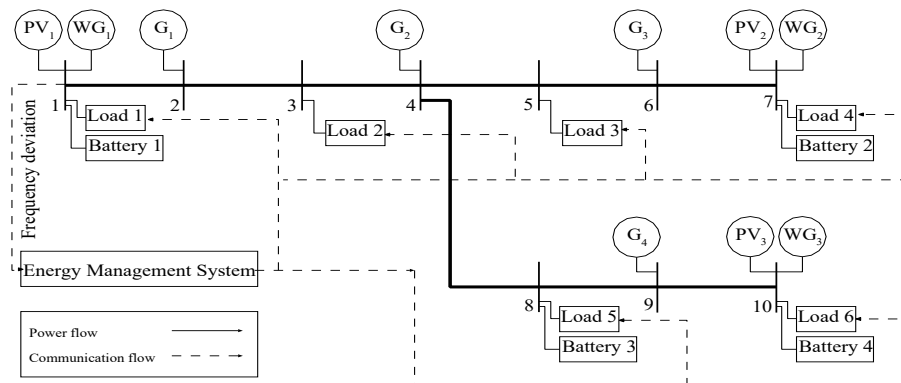 PV1 WG1 G1 G2 G3 PV2 WG2
1 2 3 4 5 6 7
Load 1 Load 2 Load 3 Load 4
Battery 1 Battery 2
Frequency deviation
G4 PV3 WG3
Energy Management System
8 9 10
Load 5 Load 6
Battery 3 Battery 4
Power flow
Communication flow